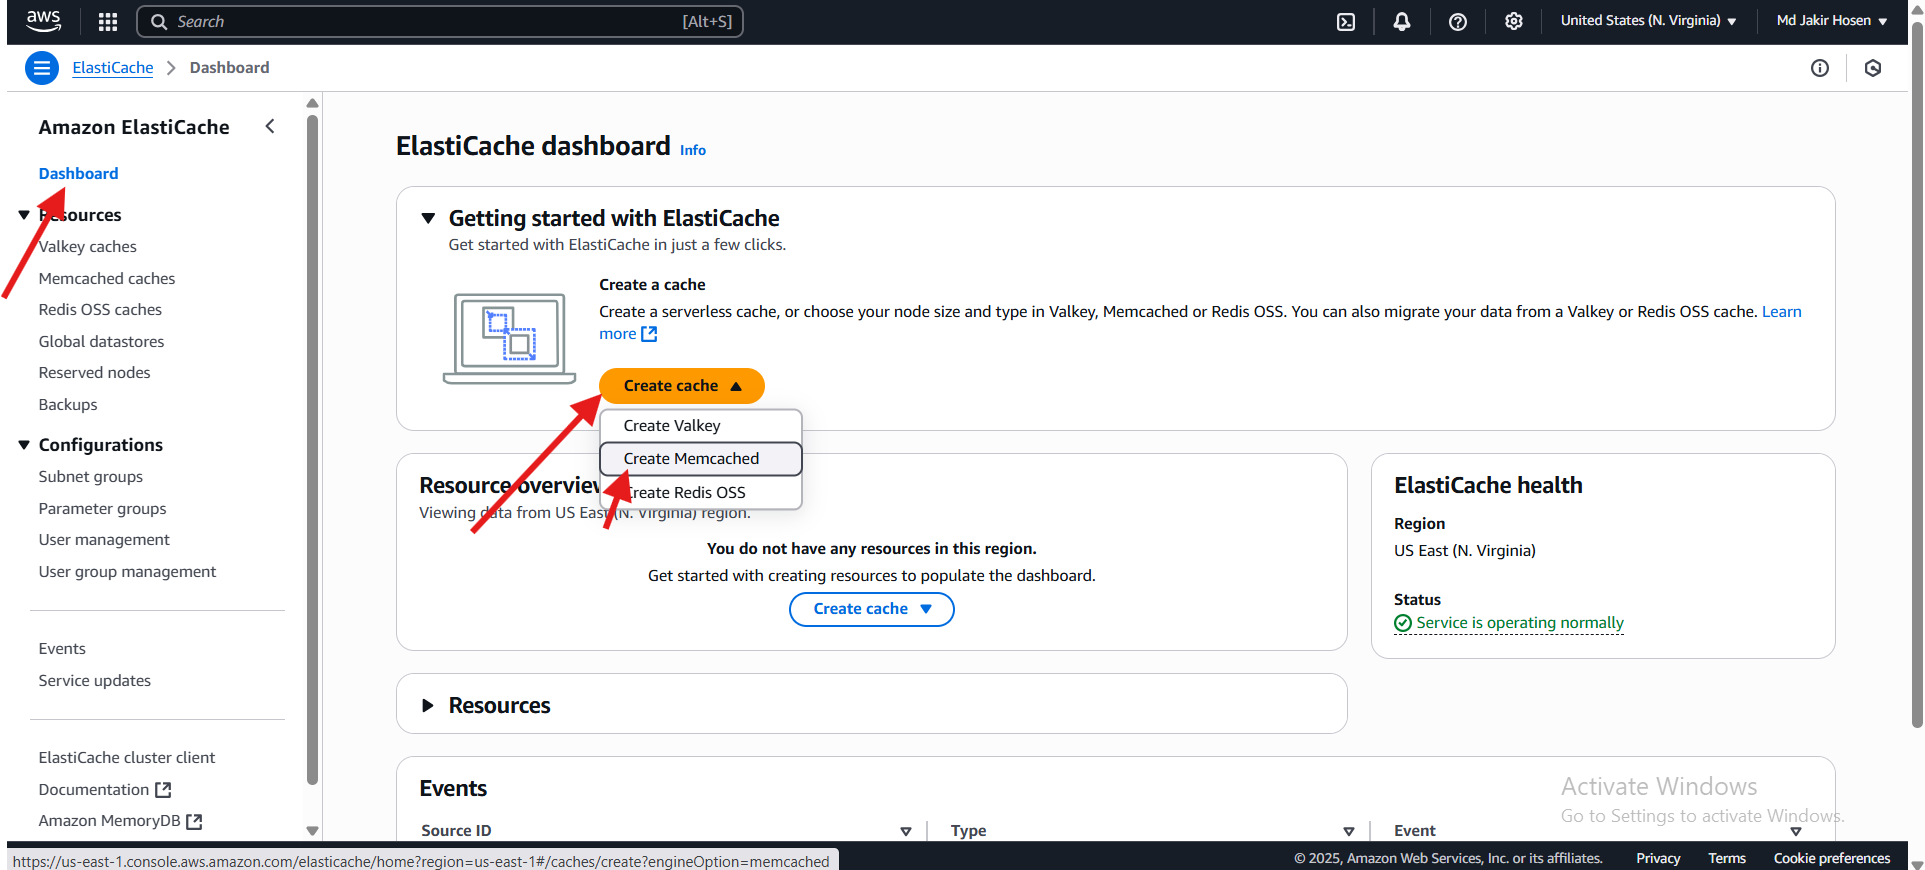 aws
Search [Alt+S]
United States (N. Virginia)
Md Jakir Hosen
ElastiCache
Dashboard
Amazon ElastiCache
Dashboard
Resources
Valkey caches
Memcached caches
Redis OSS caches
Global datastores
Reserved nodes
Backups
Configurations
Subnet groups
Parameter groups
User management
User group management
Events
Service updates
ElastiCache cluster client
Documentation
Amazon MemoryDB
ElastiCache dashboard Info
Getting started with ElastiCache
Get started with ElastiCache in just a few clicks.
Create a cache
Create a serverless cache, or choose your node size and type in Valkey, Memcached or Redis OSS. You can also migrate your data from a Valkey or Redis OSS cache. Learn
more
Create cache
Create Valkey
Create Memcached
Create Redis OSS
Resource overview
Viewing data from US East (N. Virginia) region.
You do not have any resources in this region.
Get started with creating resources to populate the dashboard.
Create cache
ElastiCache health
Region
US East (N. Virginia)
Status
Service is operating normally
Resources
Events
Source ID
Type
Event
Activate Windows
Go to Settings to activate Windows.
https://us-east-1.console.aws.amazon.com/elasticache/home?region=us-east-1#/caches/create?engineOption=memcached
© 2025, Amazon Web Services, Inc. or its affiliates.
Privacy
Terms
Cookie preferences